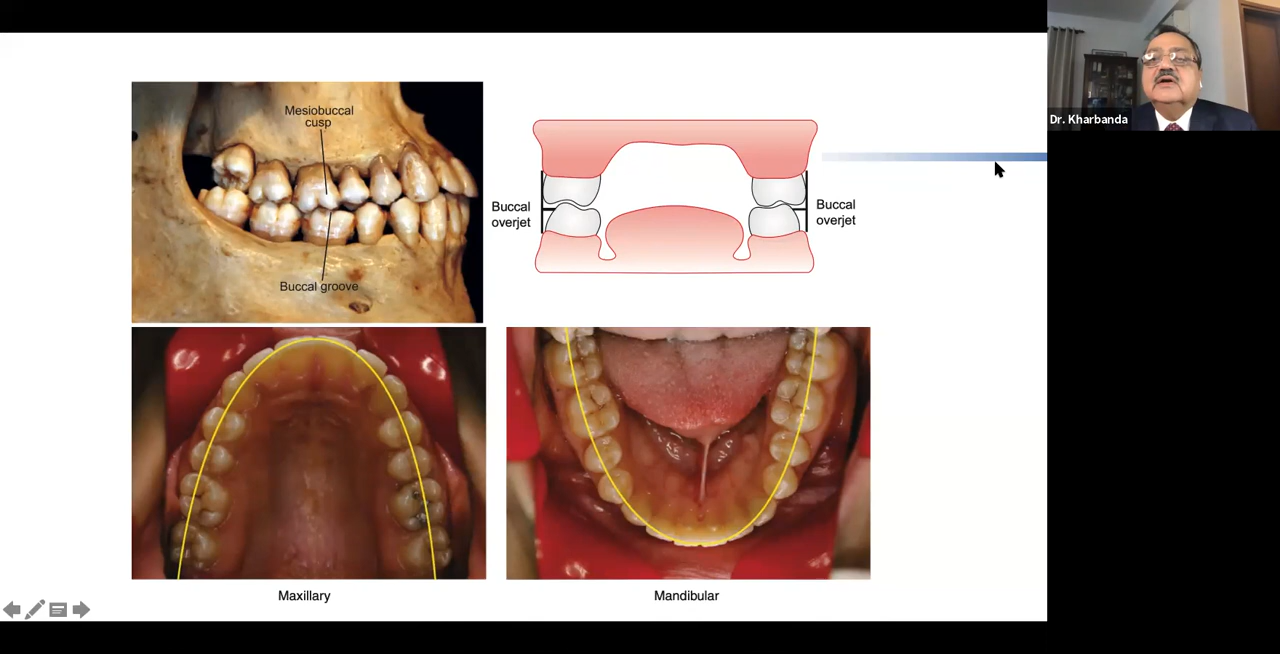 Mesiobuccal
cusp
Buccal groove
Buccal
overjet
Buccal
overjet
Dr. Kharbanda
Maxillary
Mandibular